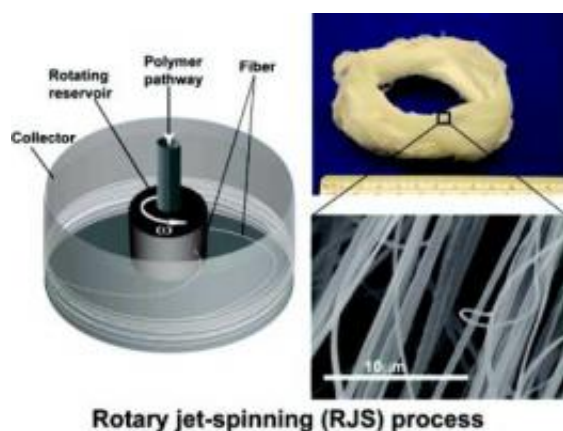 Polymer
pathway
Rotating
reservoir
Fiber
Collector
ω
10 μm
Rotary jet-spinning (RJS) process